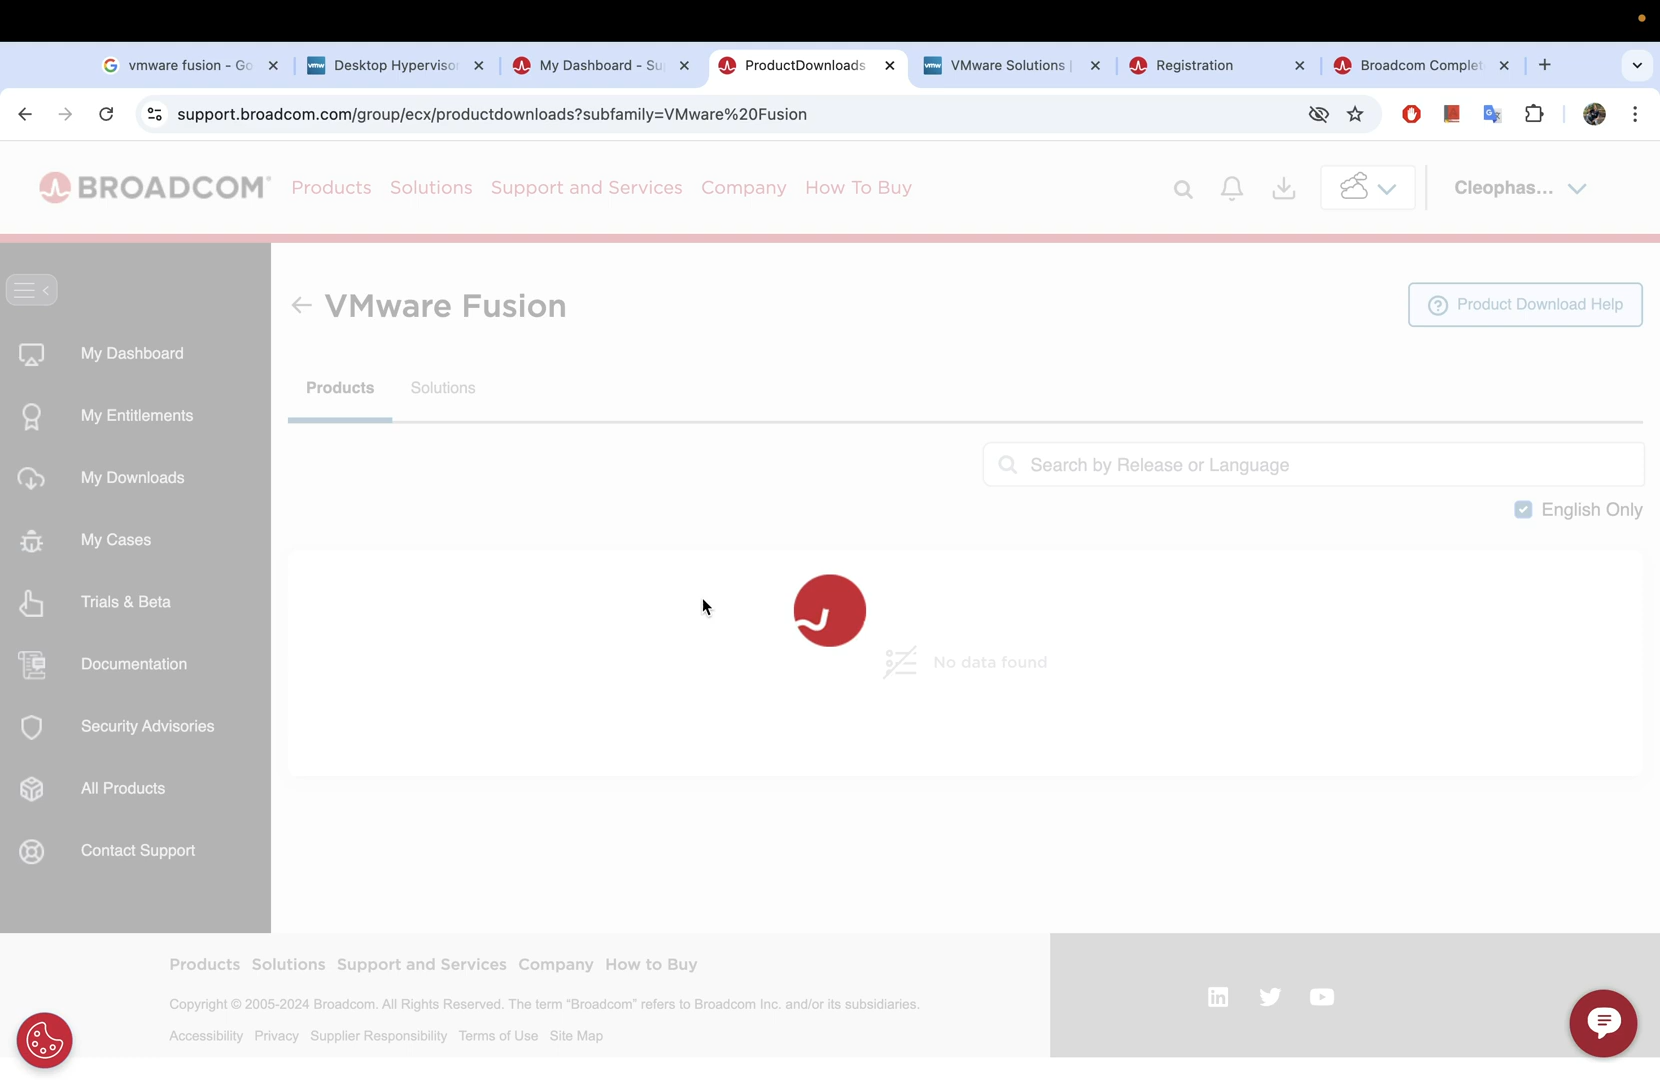 vmware fusion - Go
Desktop Hypervisor
My Dashboard - Su
ProductDownloads
VMware Solutions |
Registration
Broadcom Complet
support.broadcom.com/group/ecx/productdownloads?subfamily=VMware%20Fusion
BROADCOM®
Products
Solutions
Support and Services
Company
How To Buy
Cleophas...
VMware Fusion
Product Download Help
My Dashboard
My Entitlements
My Downloads
My Cases
Trials & Beta
Documentation
Security Advisories
All Products
Contact Support
Products
Solutions
Search by Release or Language
English Only
No data found
Products Solutions Support and Services Company How to Buy
Copyright © 2005-2024 Broadcom. All Rights Reserved. The term “Broadcom” refers to Broadcom Inc. and/or its subsidiaries.
Accessibility Privacy Supplier Responsibility Terms of Use Site Map